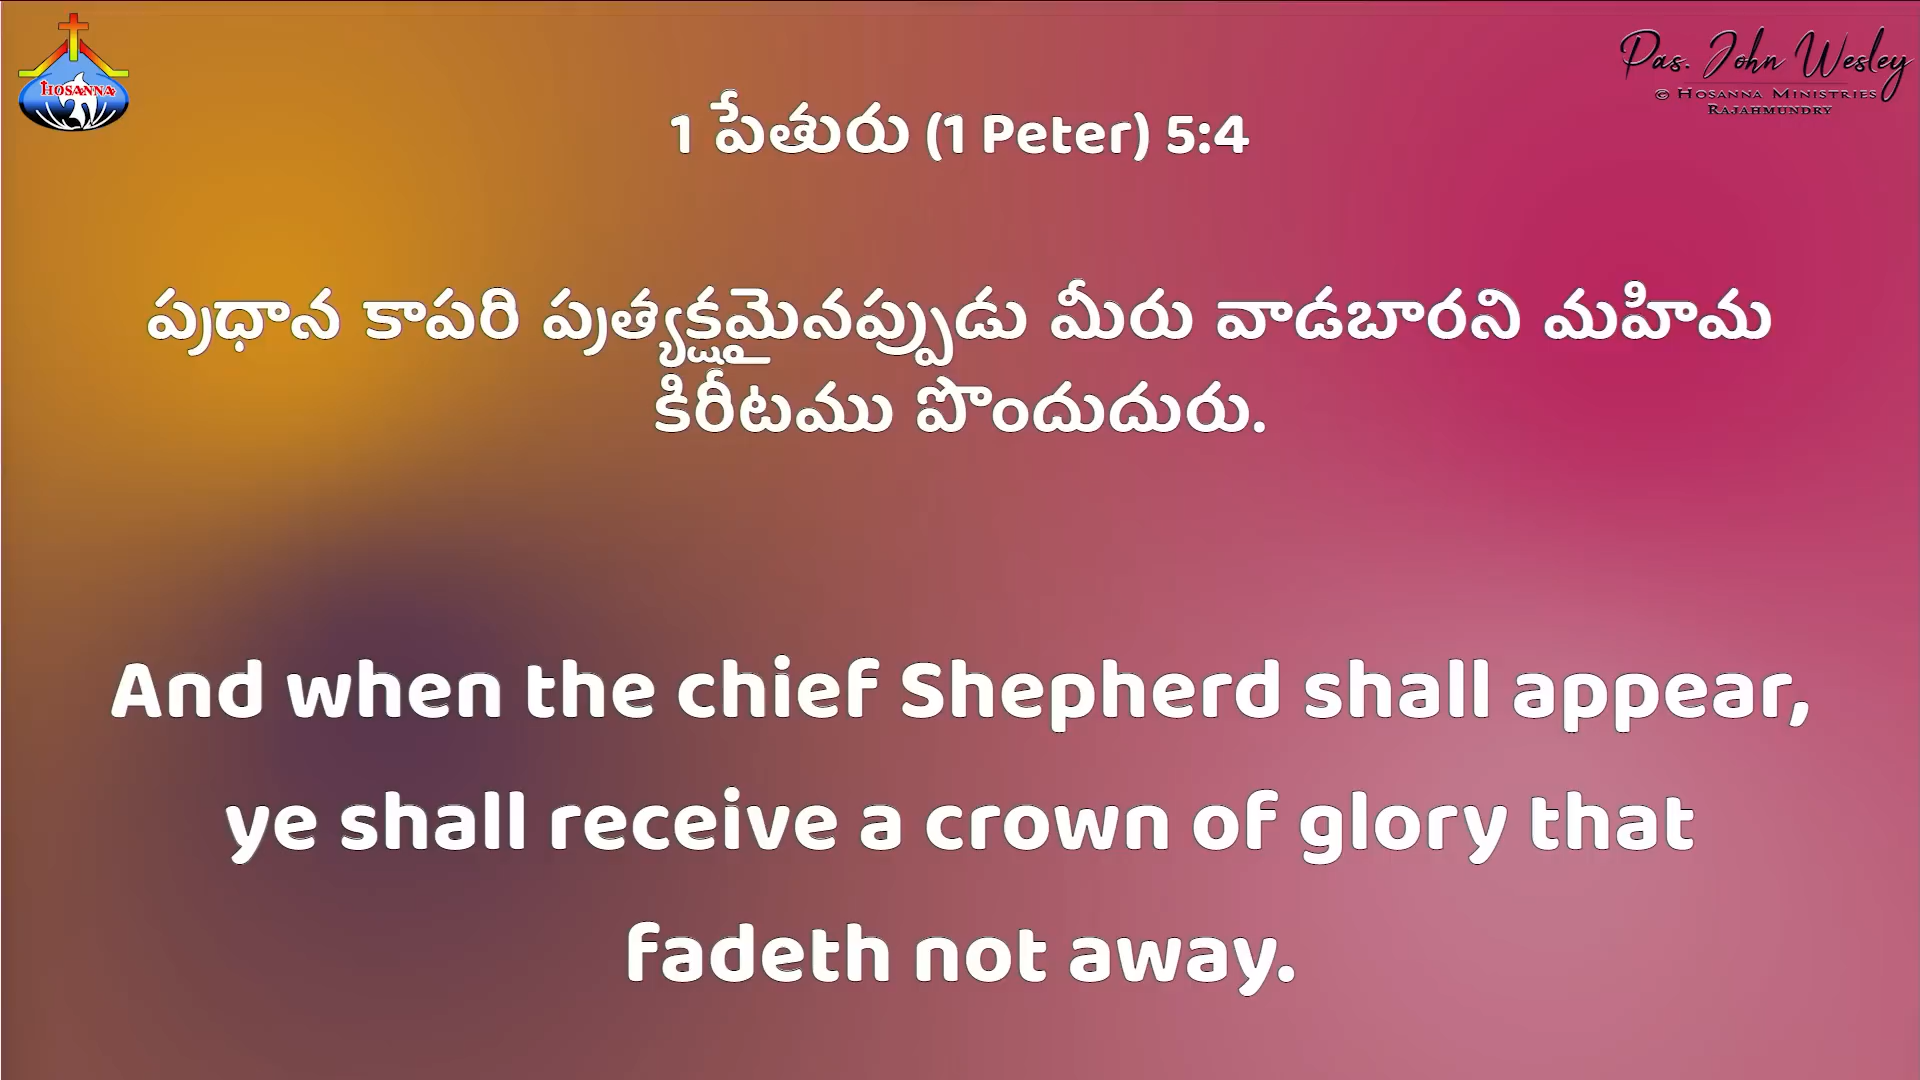 HOSANNA
Pas. John Wesley
© HOSANNA MINISTRIES
RAJAHMUNDRY
1 పేతురు (1 Peter) 5:4
ప్రధాన కాపరి ప్రత్యక్షమైనప్పుడు మీరు వాడబారని మహిమ
కిరీటము పొందుదురు.
And when the chief Shepherd shall appear,
ye shall receive a crown of glory that
fadeth not away.